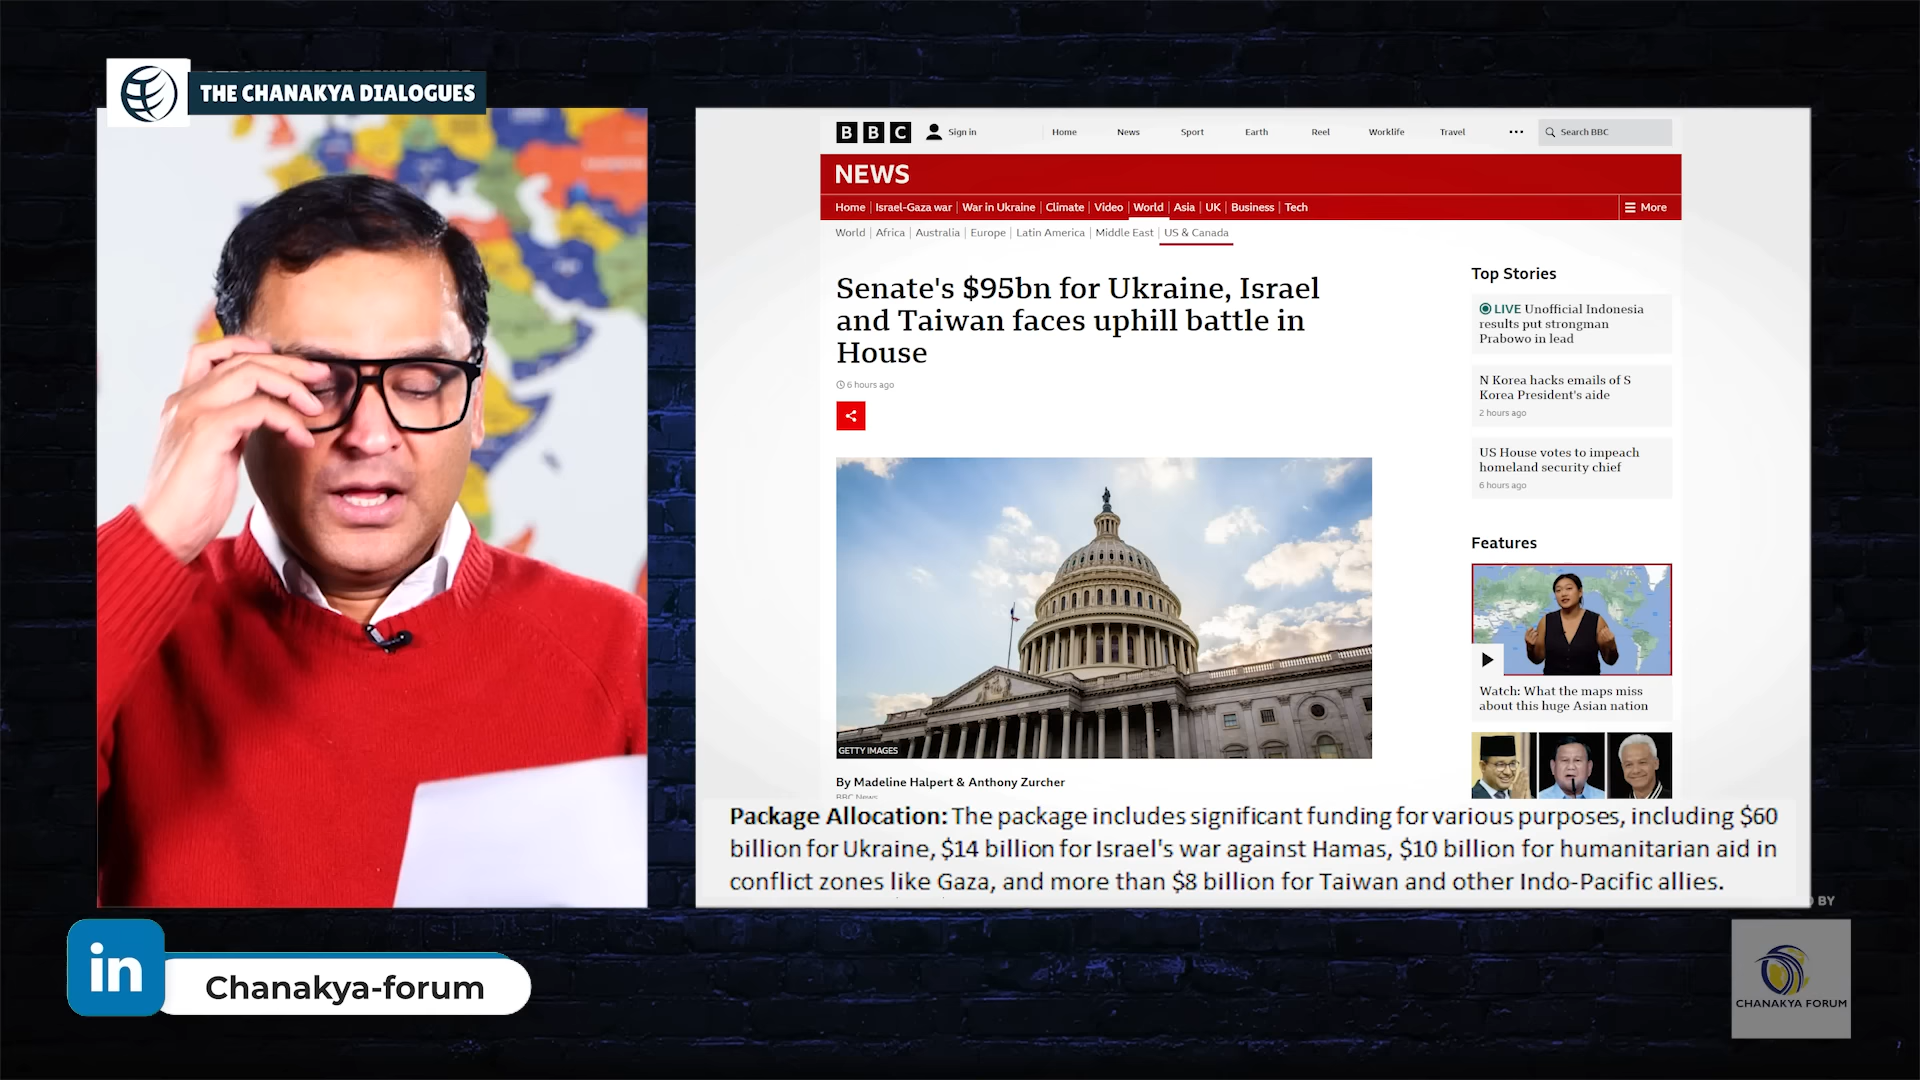 THE CHANAKYA DIALOGUES
BBC Sign in Home News Sport Earth Reel Worklife Travel ... Search BBC
NEWS
Home Israel-Gaza war War in Ukraine Climate Video World Asia UK Business Tech More
World Africa Australia Europe Latin America Middle East US & Canada
Senate's $95bn for Ukraine, Israel
and Taiwan faces uphill battle in
House
6 hours ago
GETTY IMAGES
By Madeline Halpert & Anthony Zurcher
BBC News
Top Stories
LIVE Unofficial Indonesia
results put strongman
Prabowo in lead
N Korea hacks emails of S
Korea President's aide
2 hours ago
US House votes to impeach
homeland security chief
6 hours ago
Features
Watch: What the maps miss
about this huge Asian nation
Package Allocation: The package includes significant funding for various purposes, including $60
billion for Ukraine, $14 billion for Israel's war against Hamas, $10 billion for humanitarian aid in
conflict zones like Gaza, and more than $8 billion for Taiwan and other Indo-Pacific allies.
BY
CHANAKYA FORUM
in
Chanakya-forum